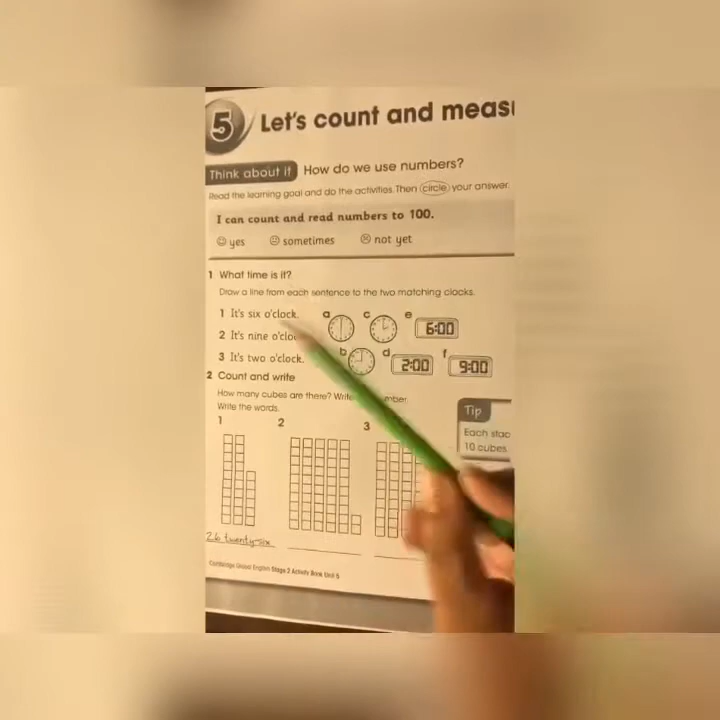 5 Let's count and meas
Think about it How do we use numbers?
Read the learning goal and do the activities. Then circle your answer.
I can count and read numbers to 100.
yes sometimes not yet
1 What time is it?
Draw a line from each sentence to the two matching clocks.
1 It's six o'clock. a c e 6:00
2 It's nine o'clo
3 It's two o'clock. b d 2:00 f 9:00
2 Count and write
How many cubes are there? Write mber.
Write the words.
Tip
Each stac
10 cubes
1 2 3
26 twenty-six
Cambridge Global English Stage 2 Activity Book Unit 5